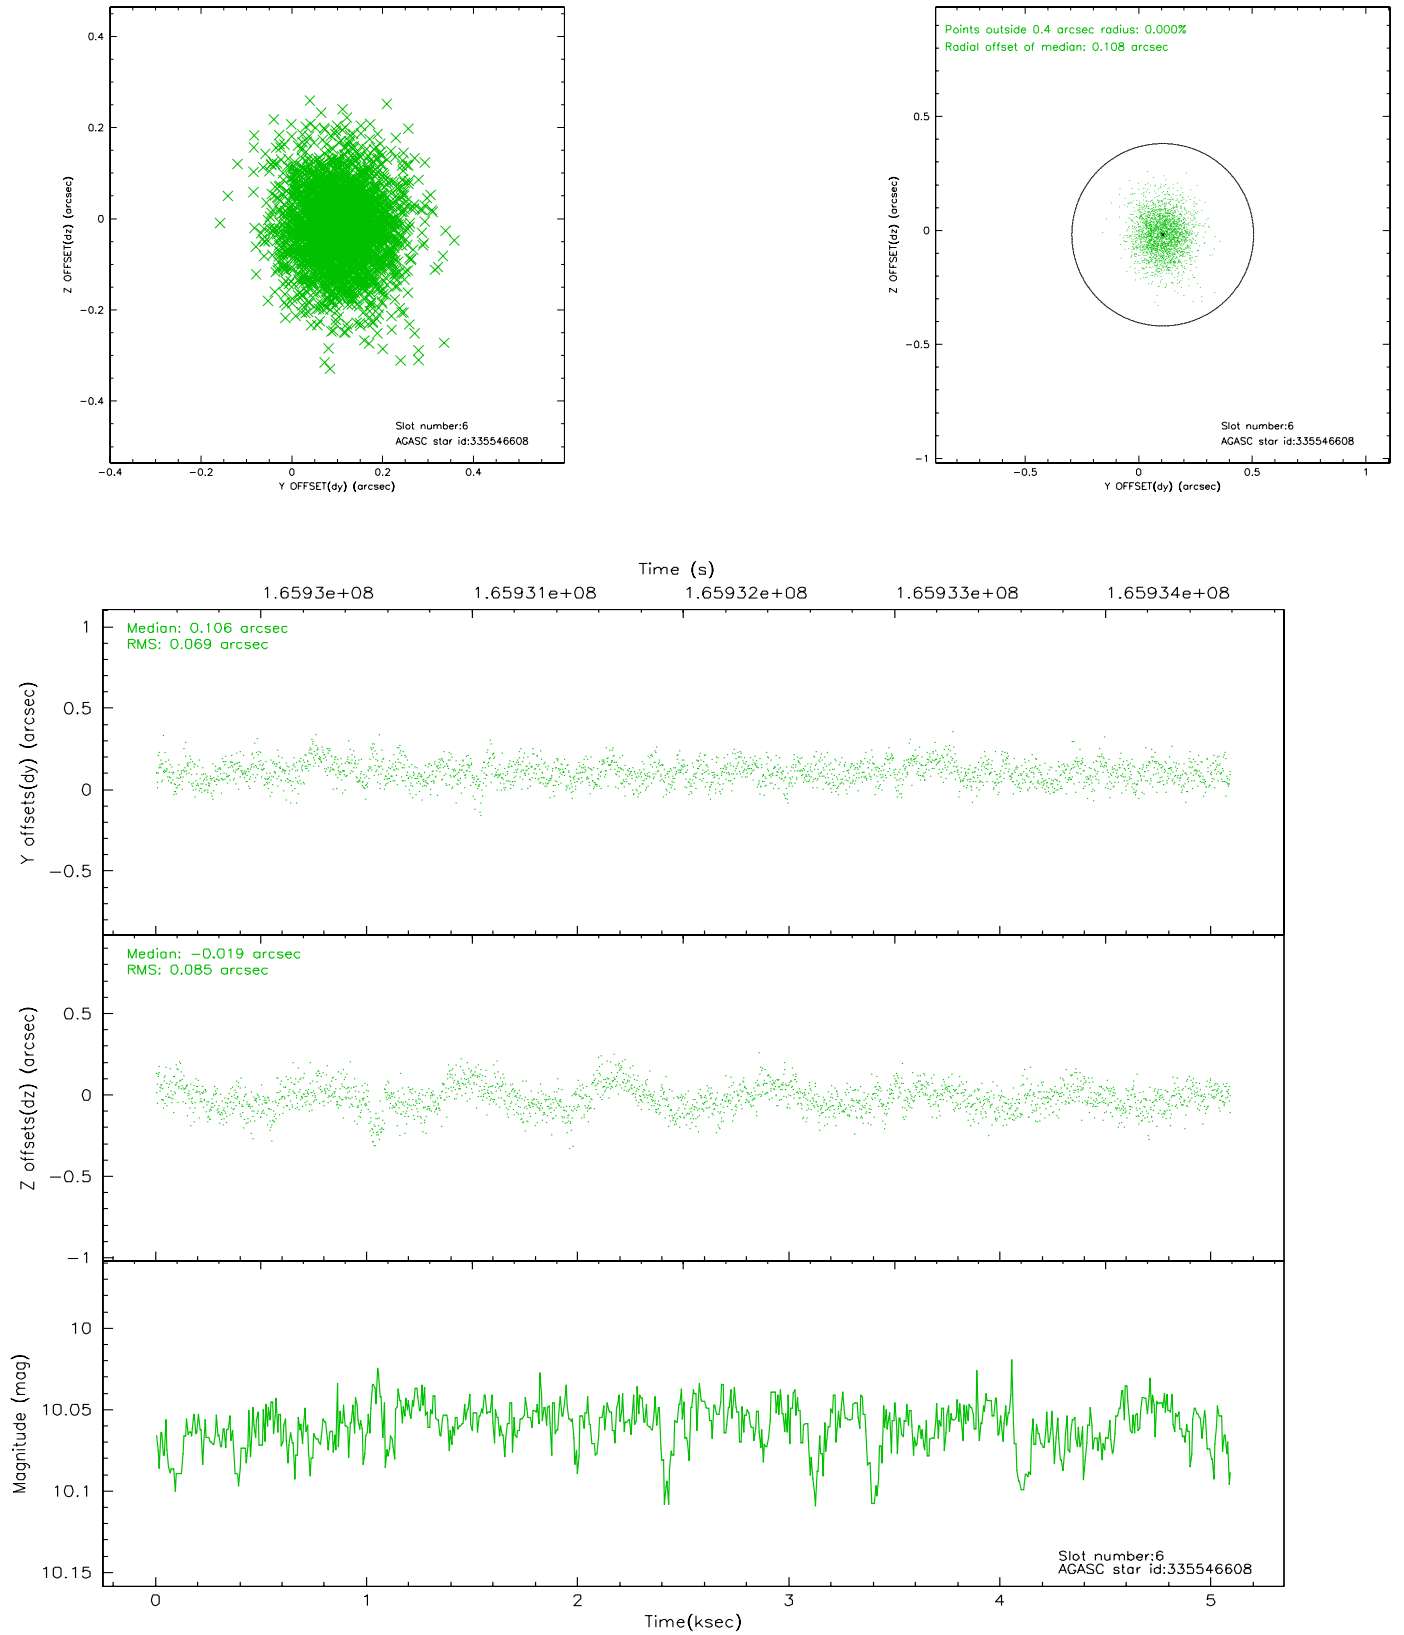 0.4
0.2
0
−0.2
−0.4
Z OFFSET(dz) (arcsec)
Slot number:6
AGASC star id:335546608
−0.4 −0.2 0 0.2 0.4
Y OFFSET(dy) (arcsec)
Points outside 0.4 arcsec radius: 0.000%
Radial offset of median: 0.108 arcsec
0.5
0
−0.5
−1
Z OFFSET(dz) (arcsec)
Slot number:6
AGASC star id:335546608
−0.5 0 0.5 1
Y OFFSET(dy) (arcsec)
Time (s)
1.6593e+08 1.65931e+08 1.65932e+08 1.65933e+08 1.65934e+08
Median: 0.106 arcsec
RMS: 0.069 arcsec
1
0.5
0
−0.5
Y offsets(dy) (arcsec)
Median: −0.019 arcsec
RMS: 0.085 arcsec
0.5
0
−0.5
−1
Z offsets(dz) (arcsec)
10
10.05
10.1
10.15
Magnitude (mag)
Slot number:6
AGASC star id:335546608
0 1 2 3 4 5
Time(ksec)